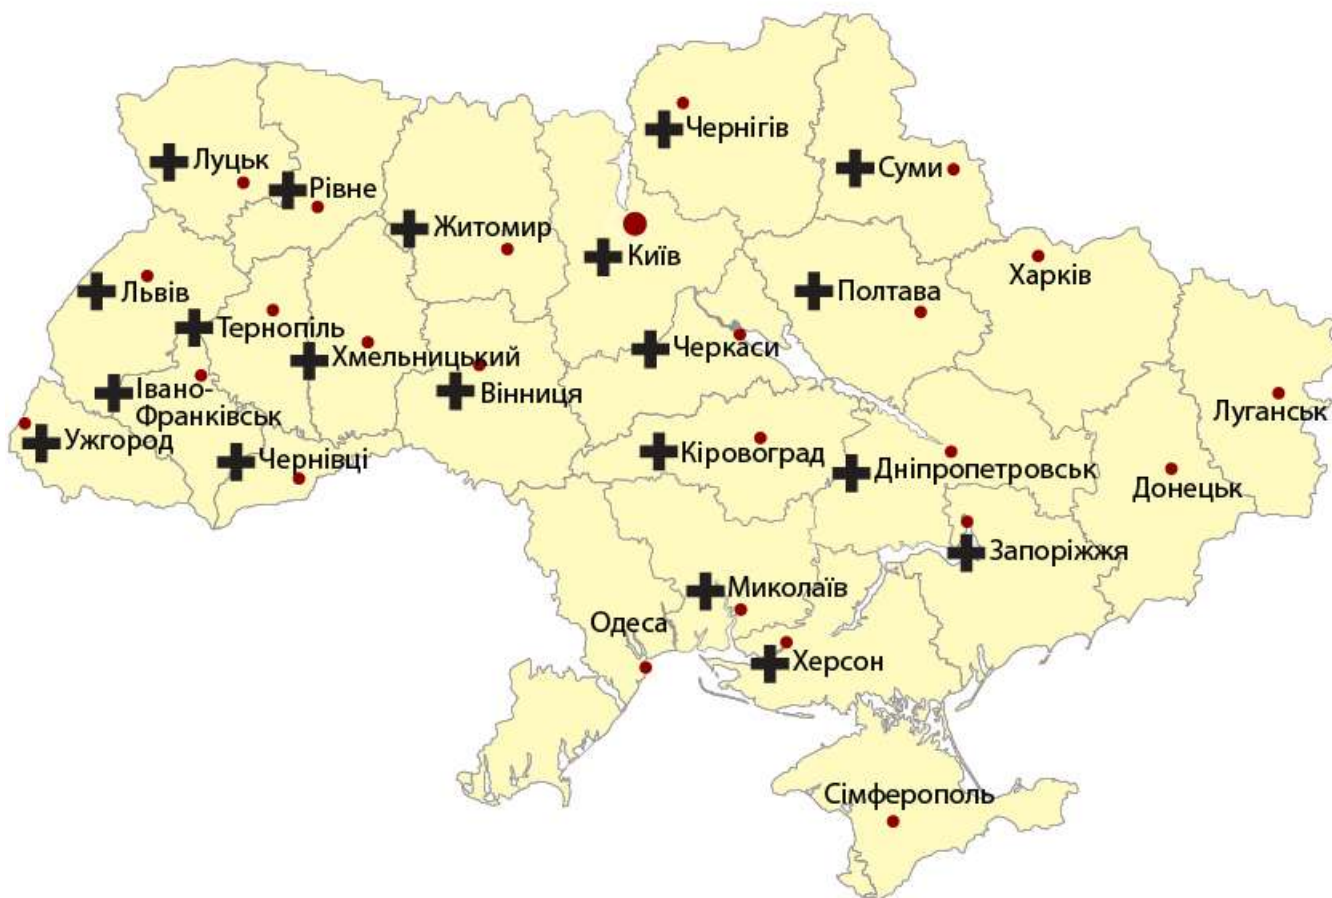 Чернігів
Луцьк
Суми
Рівне
Житомир
Київ
Харків
Львів
Полтава
Тернопіль
Черкаси
Хмельницький
Вінниця
Івано-
Франківськ
Луганськ
Ужгород
Чернівці
Кіровоград
Дніпропетровськ
Донецьк
Запоріжжя
Миколаїв
Одеса
Херсон
Сімферополь